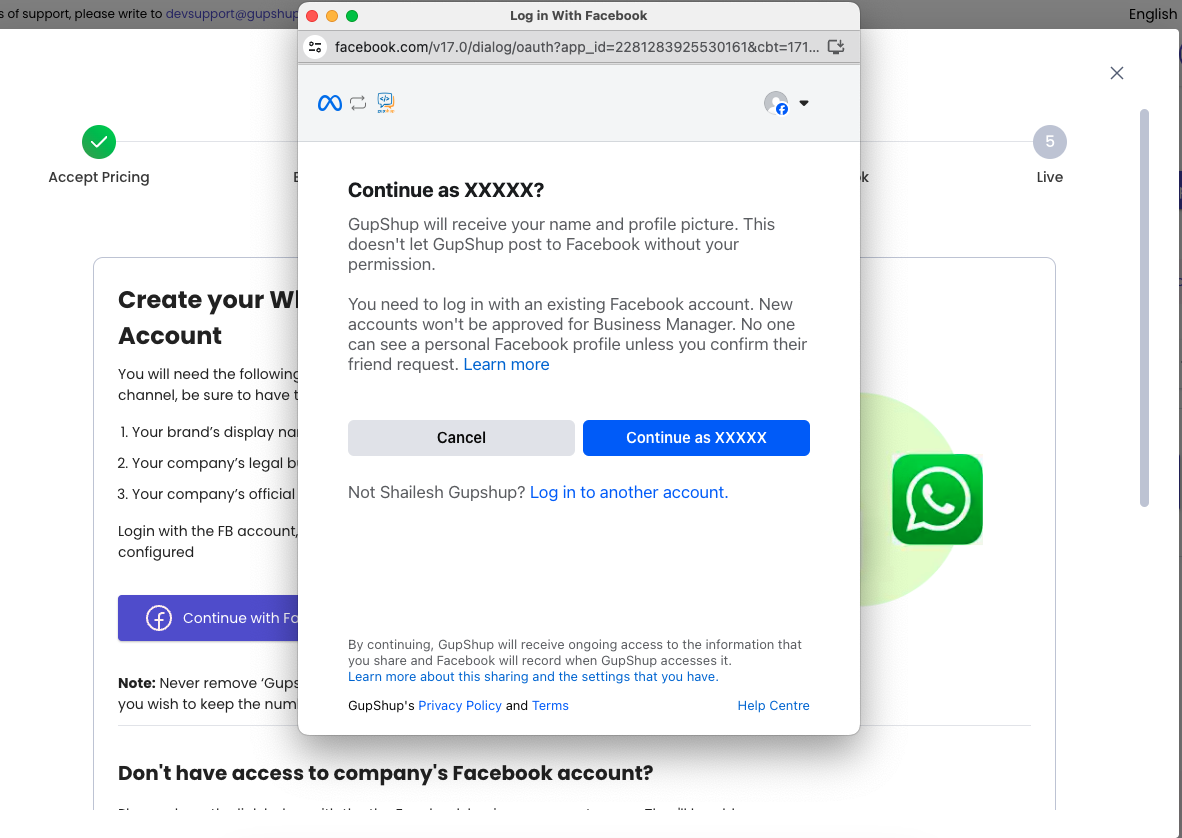 s of support, please write to devsupport@gupshup
English
Log in With Facebook
facebook.com/v17.0/dialog/oauth?app_id=2281283925530161&cbt=171...
Accept Pricing
5
Live
Continue as XXXXX?
GupShup will receive your name and profile picture. This
doesn't let GupShup post to Facebook without your
permission.
You need to log in with an existing Facebook account. New
accounts won't be approved for Business Manager. No one
can see a personal Facebook profile unless you confirm their
friend request. Learn more
Cancel
Continue as XXXXX
Not Shailesh Gupshup? Log in to another account.
By continuing, GupShup will receive ongoing access to the information that
you share and Facebook will record when GupShup accesses it.
Learn more about this sharing and the settings that you have.
GupShup's Privacy Policy and Terms
Help Centre
Create your Wh
Account
You will need the following
channel, be sure to have t
1. Your brand's display nam
2. Your company's legal bu
3. Your company's official
Login with the FB account,
configured
Continue with Fa
Note: Never remove 'Gups
you wish to keep the num
Don't have access to company's Facebook account?